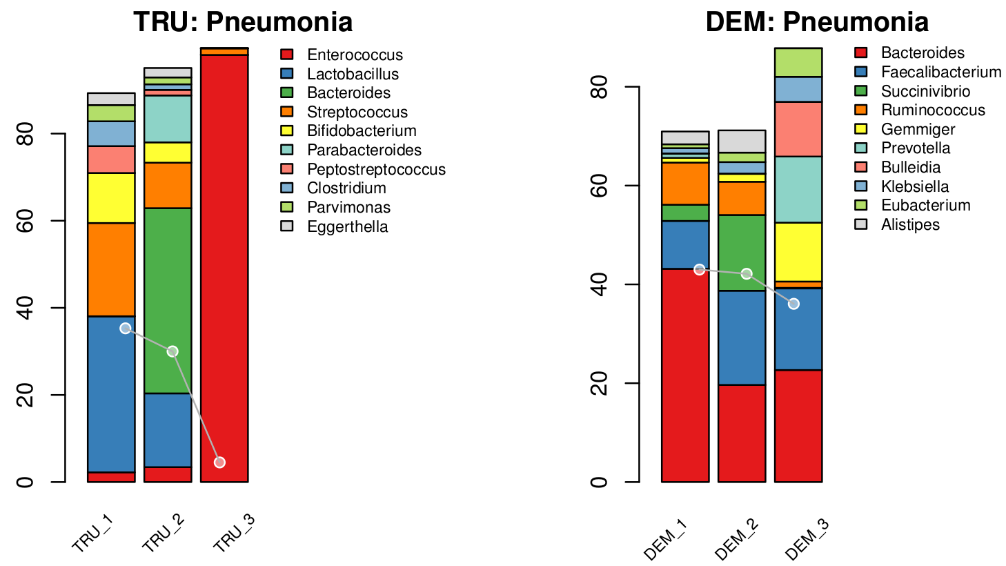 TRU: Pneumonia
80
60
40
20
0
TRU_1
TRU_2
TRU_3
Enterococcus
Lactobacillus
Bacteroides
Streptococcus
Bifidobacterium
Parabacteroides
Peptostreptococcus
Clostridium
Parvimonas
Eggerthella
DEM: Pneumonia
80
60
40
20
0
DEM_1
DEM_2
DEM_3
Bacteroides
Faecalibacterium
Succinivibrio
Ruminococcus
Gemmiger
Prevotella
Bulleidia
Klebsiella
Eubacterium
Alistipes